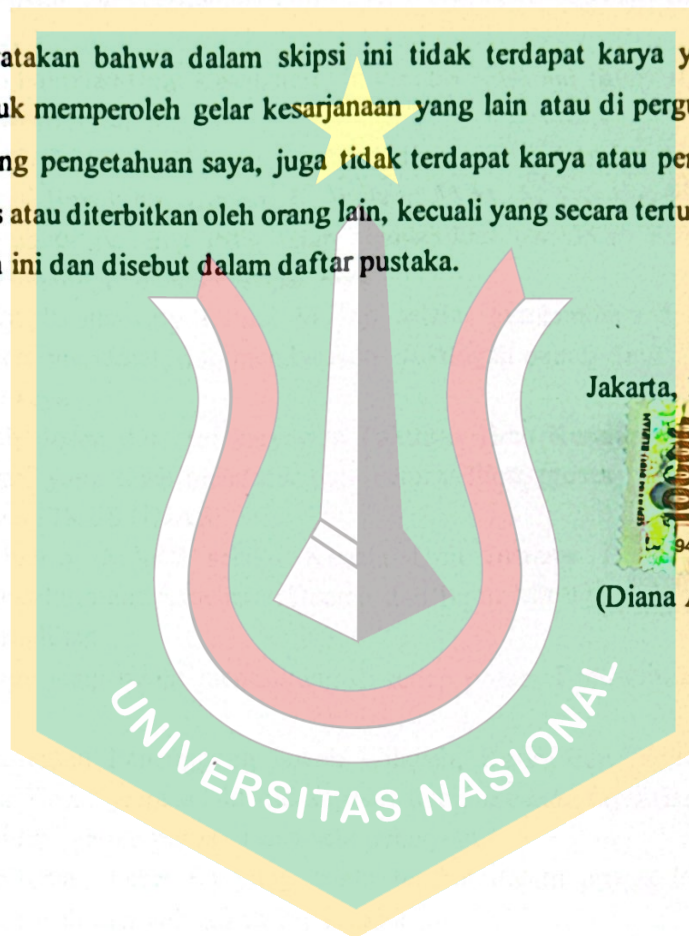 atakan bahwa dalam skipsi ini tidak terdapat karya y
uk memperoleh gelar kesarjanaan yang lain atau di pergu
ng pengetahuan saya, juga tidak terdapat karya atau per
s atau diterbitkan oleh orang lain, kecuali yang secara tertu
ini dan disebut dalam daftar pustaka.
Jakarta,
(Diana
UNIVERSITAS NASIONAL